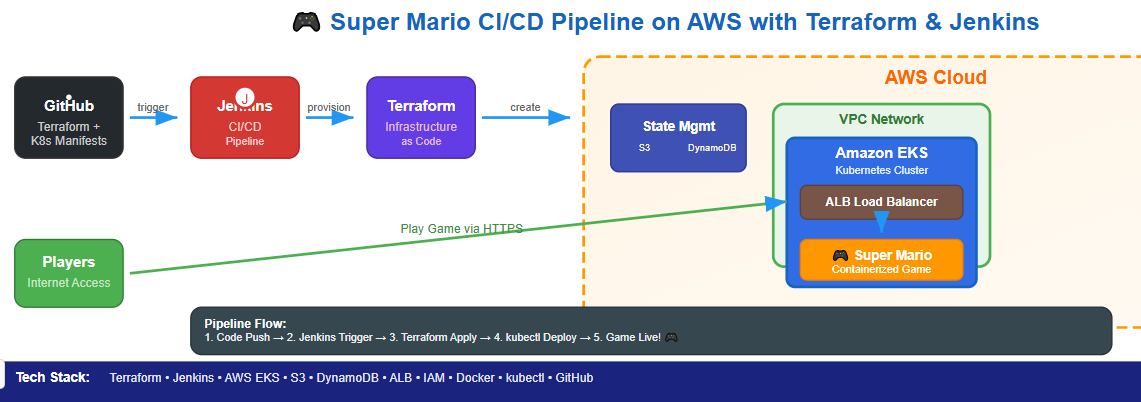 🎮 Super Mario CI/CD Pipeline on AWS with Terraform & Jenkins
AWS Cloud
GitHub
Terraform +
K8s Manifests
trigger
Jenkins
J
CI/CD
Pipeline
provision
Terraform
Infrastructure
as Code
create
State Mgmt
S3 DynamoDB
VPC Network
Amazon EKS
Kubernetes Cluster
ALB Load Balancer
🎮 Super Mario
Containerized Game
Players
Internet Access
Play Game via HTTPS
Pipeline Flow:
1. Code Push → 2. Jenkins Trigger → 3. Terraform Apply → 4. kubectl Deploy → 5. Game Live! 🎮
Tech Stack: Terraform • Jenkins • AWS EKS • S3 • DynamoDB • ALB • IAM • Docker • kubectl • GitHub